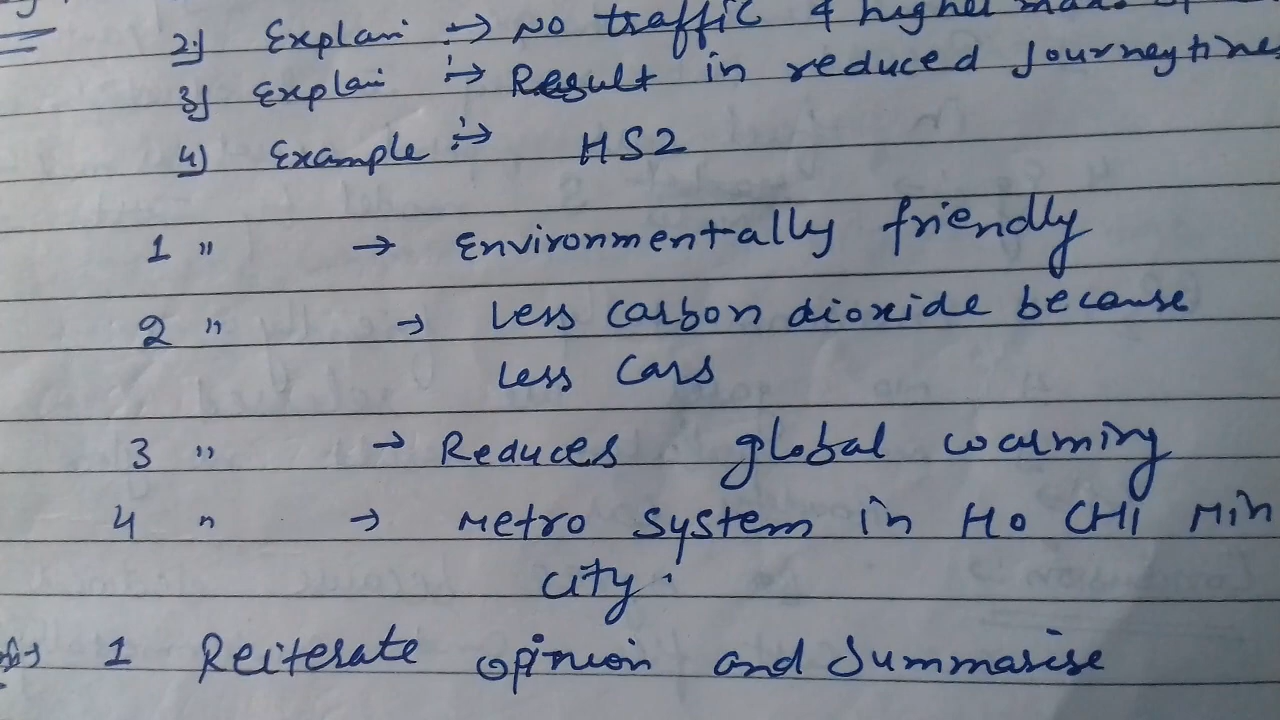 2) Explain :→ NO traffic & higher
3) Explai :→ Result in reduced Journey time
4) Example :→ HS2
1 " → Environmentally friendly
2 " → Less carbon dioxide because
less cars
3 " → Reduces global warming
4 " → Metro system in Ho CHi Min
city.
1 Reiterate opinion and Summarise